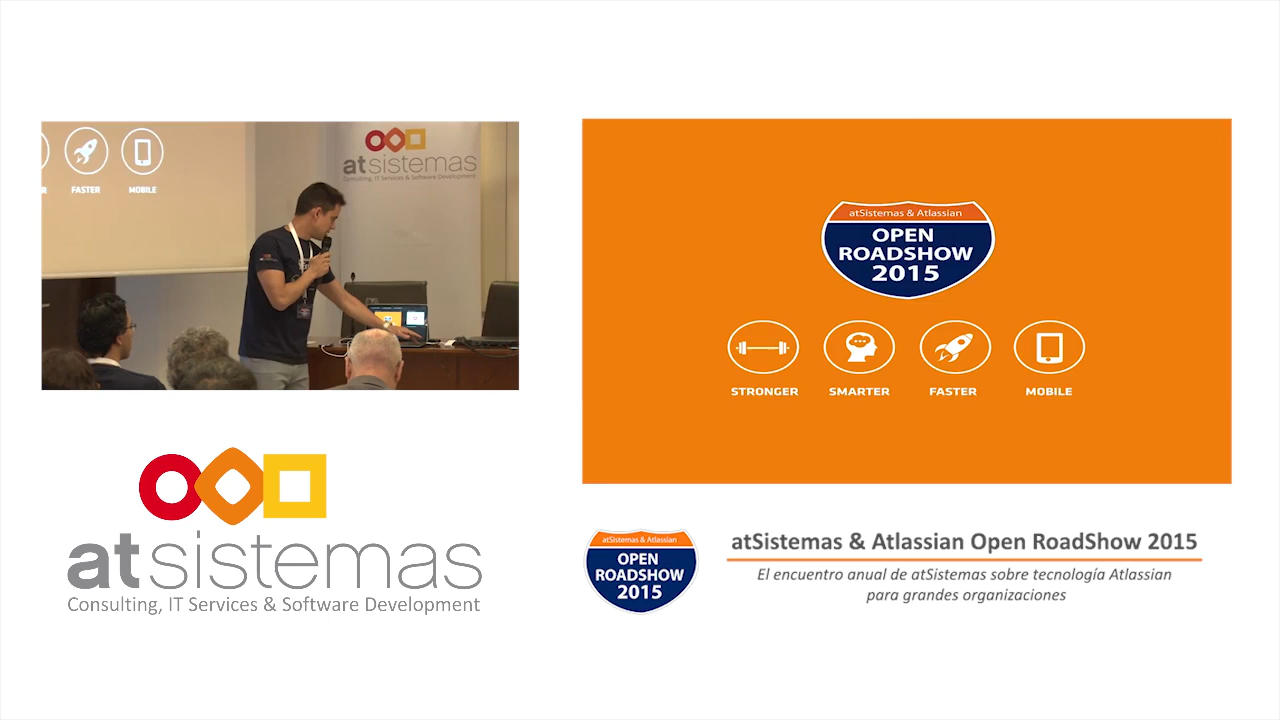 R
FASTER
MOBILE
atsistemas
Consulting, IT Services & Software Development
atSistemas & Atlassian
OPEN
ROADSHOW
2015
STRONGER
SMARTER
FASTER
MOBILE
atsistemas
Consulting, IT Services & Software Development
atSistemas & Atlassian
OPEN
ROADSHOW
2015
atSistemas & Atlassian Open RoadShow 2015
El encuentro anual de atSistemas sobre tecnología Atlassian
para grandes organizaciones